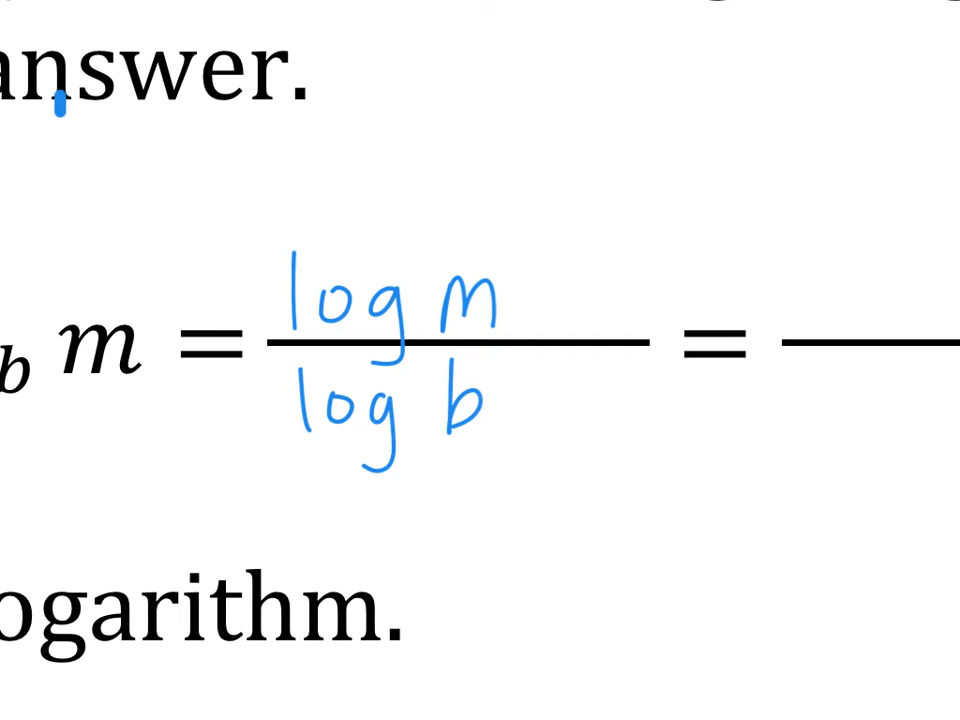 answer.
b m = log m / log b =
ogarithm.